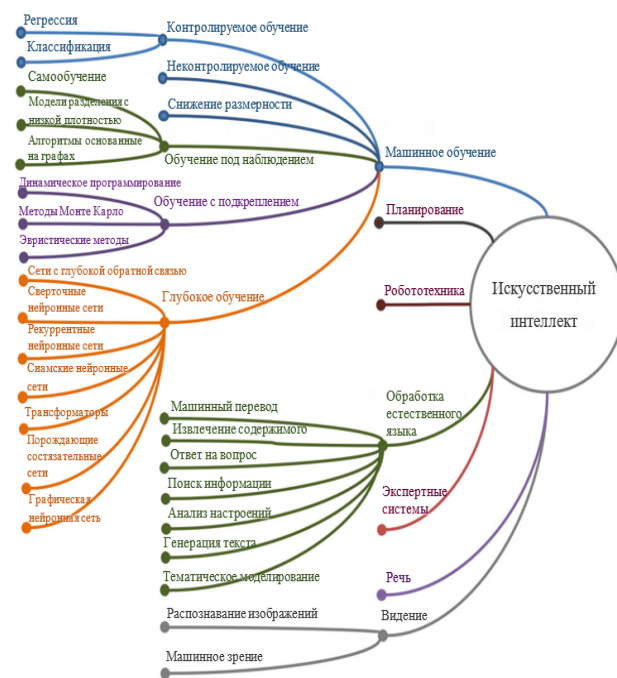 Регрессия
Классификация
Контролируемое обучение
Неконтролируемое обучение
Снижение размерности
Самообучение
Модели разделения с
низкой плотностью
Алгоритмы основанные
на графах
Обучение под наблюдением
Динамическое программирование
Методы Монте Карло
Эвристические методы
Обучение с подкреплением
Сети с глубокой обратной связью
Сверточные
нейронные сети
Рекуррентные
нейронные сети
Сиамские нейронные
сети
Трансформаторы
Порождающие
состязательные
сети
Графическая
нейронная сеть
Глубокое обучение
Машинное обучение
Планирование
Робототехника
Искусственный
интеллект
Машинный перевод
Извлечение содержимого
Ответ на вопрос
Поиск информации
Анализ настроений
Генерация текста
Тематическое моделирование
Обработка
естественного
языка
Экспертные
системы
Речь
Распознавание изображений
Машинное зрение
Видение